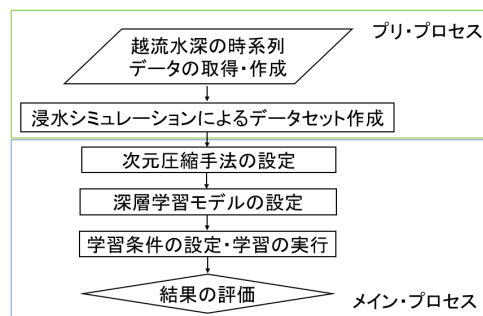 プリ・プロセス
越流水深の時系列
データの取得・作成
浸水シミュレーションによるデータセット作成
次元圧縮手法の設定
深層学習モデルの設定
学習条件の設定・学習の実行
結果の評価
メイン・プロセス